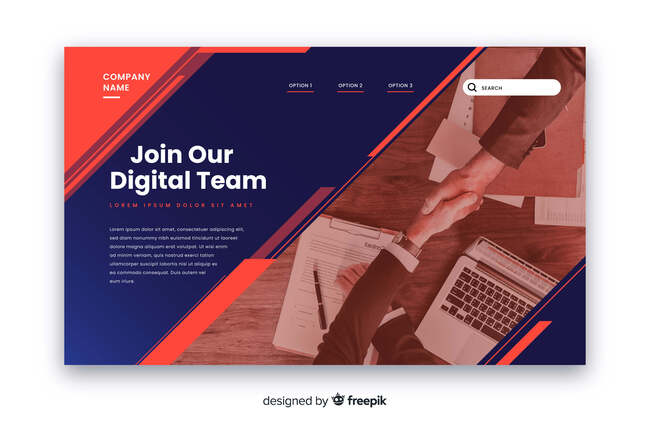 COMPANY
NAME
OPTION 1 OPTION 2 OPTION 3
SEARCH
Join Our
Digital Team
LOREM IPSUM DOLOR SIT AMET
Lorem ipsum dolor sit amet, consectetuer adipiscing elit,
sed diam nonummy nibh euismod tincidunt ut laoreet
dolore magna aliquam erat volutpat. Ut wisi enim
ad minim veniam, quis exerci tation
ullamcorper suscipit lobortis nisl ut aliquip ex
ea commodo consequat. Duis autem vel
eum iriure.
designed by freepik